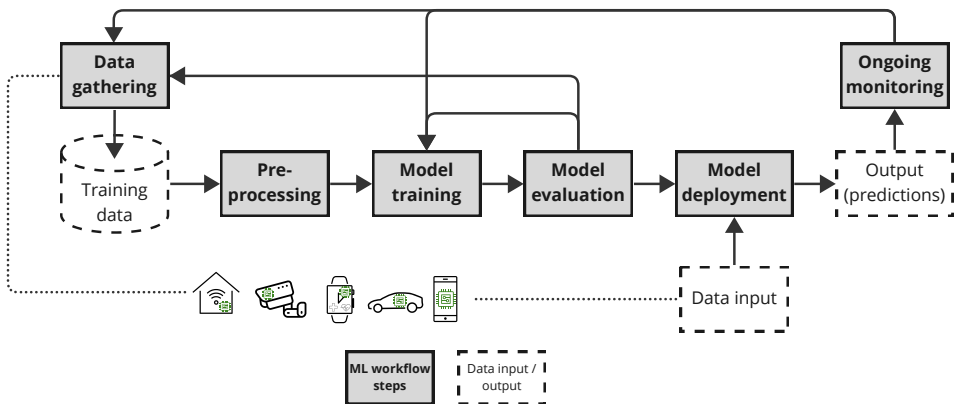 Data
gathering
Ongoing
monitoring
Training
data
Pre-
processing
Model
training
Model
evaluation
Model
deployment
Output
(predictions)
Data input
ML workflow
steps
Data input /
output